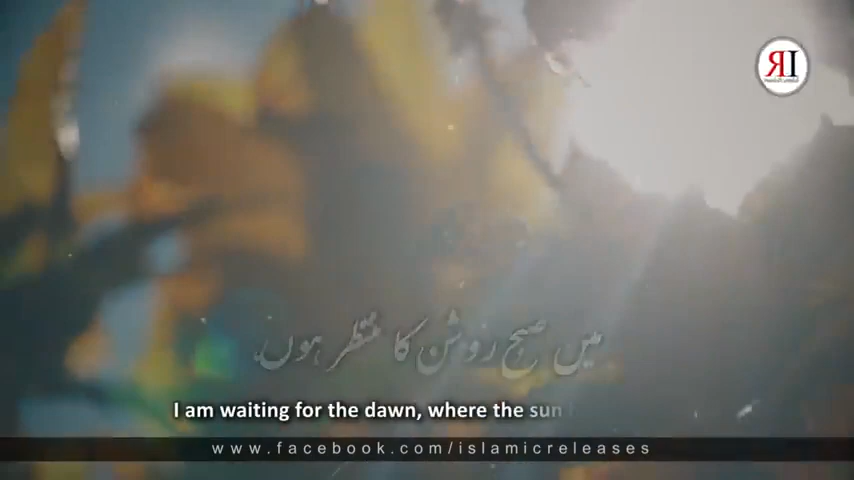 میں صبح روشن کا منتظر ہوں
I am waiting for the dawn, where the sun
www.facebook.com/islamicreleases